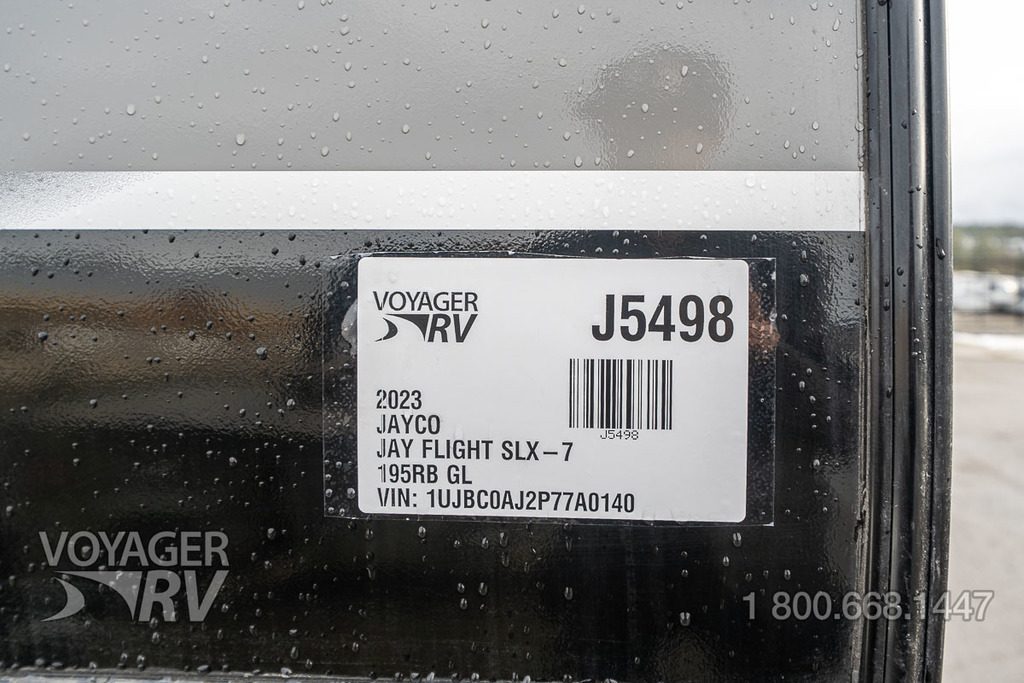 VOYAGER
RV
J5498
J5498
2023
JAYCO
JAY FLIGHT SLX-7
195RB GL
VIN: 1UJBC0AJ2P77A0140
VOYAGER
RV
1 800.668.1447